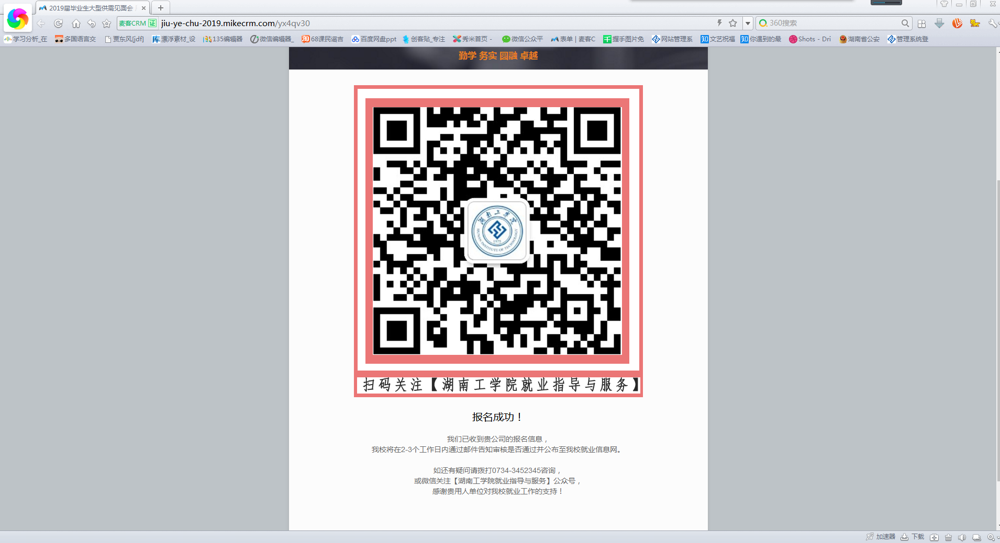 2019届毕业生大型供需见面会
麦客CRM 证 jiu-ye-chu-2019.mikecrm.com/yx4qv30
360搜索
学习分析_在 多国语言交 贾东风[jdf] 漂浮素材_设 135编辑器 微信编辑器_ 68课民谣吉 百度网盘ppt 创客贴_专注 秀米首页 - 微信公众平 表单 | 麦客C 握手图片免 网站管理系 文艺祝福 你遇到的最 Shots - Dri 湖南省公安 管理系统登
勤学 务实 圆融 卓越
湖南工学院
HUNAN INSTITUTE OF TECHNOLOGY
1975
扫码关注【湖南工学院就业指导与服务】
报名成功！
我们已收到贵公司的报名信息，
我校将在2-3个工作日内通过邮件告知审核是否通过并公布至我校就业信息网。
如还有疑问请拨打0734-3452345咨询，
或微信关注【湖南工学院就业指导与服务】公众号，
感谢贵用人单位对我校就业工作的支持！
加速器 下载